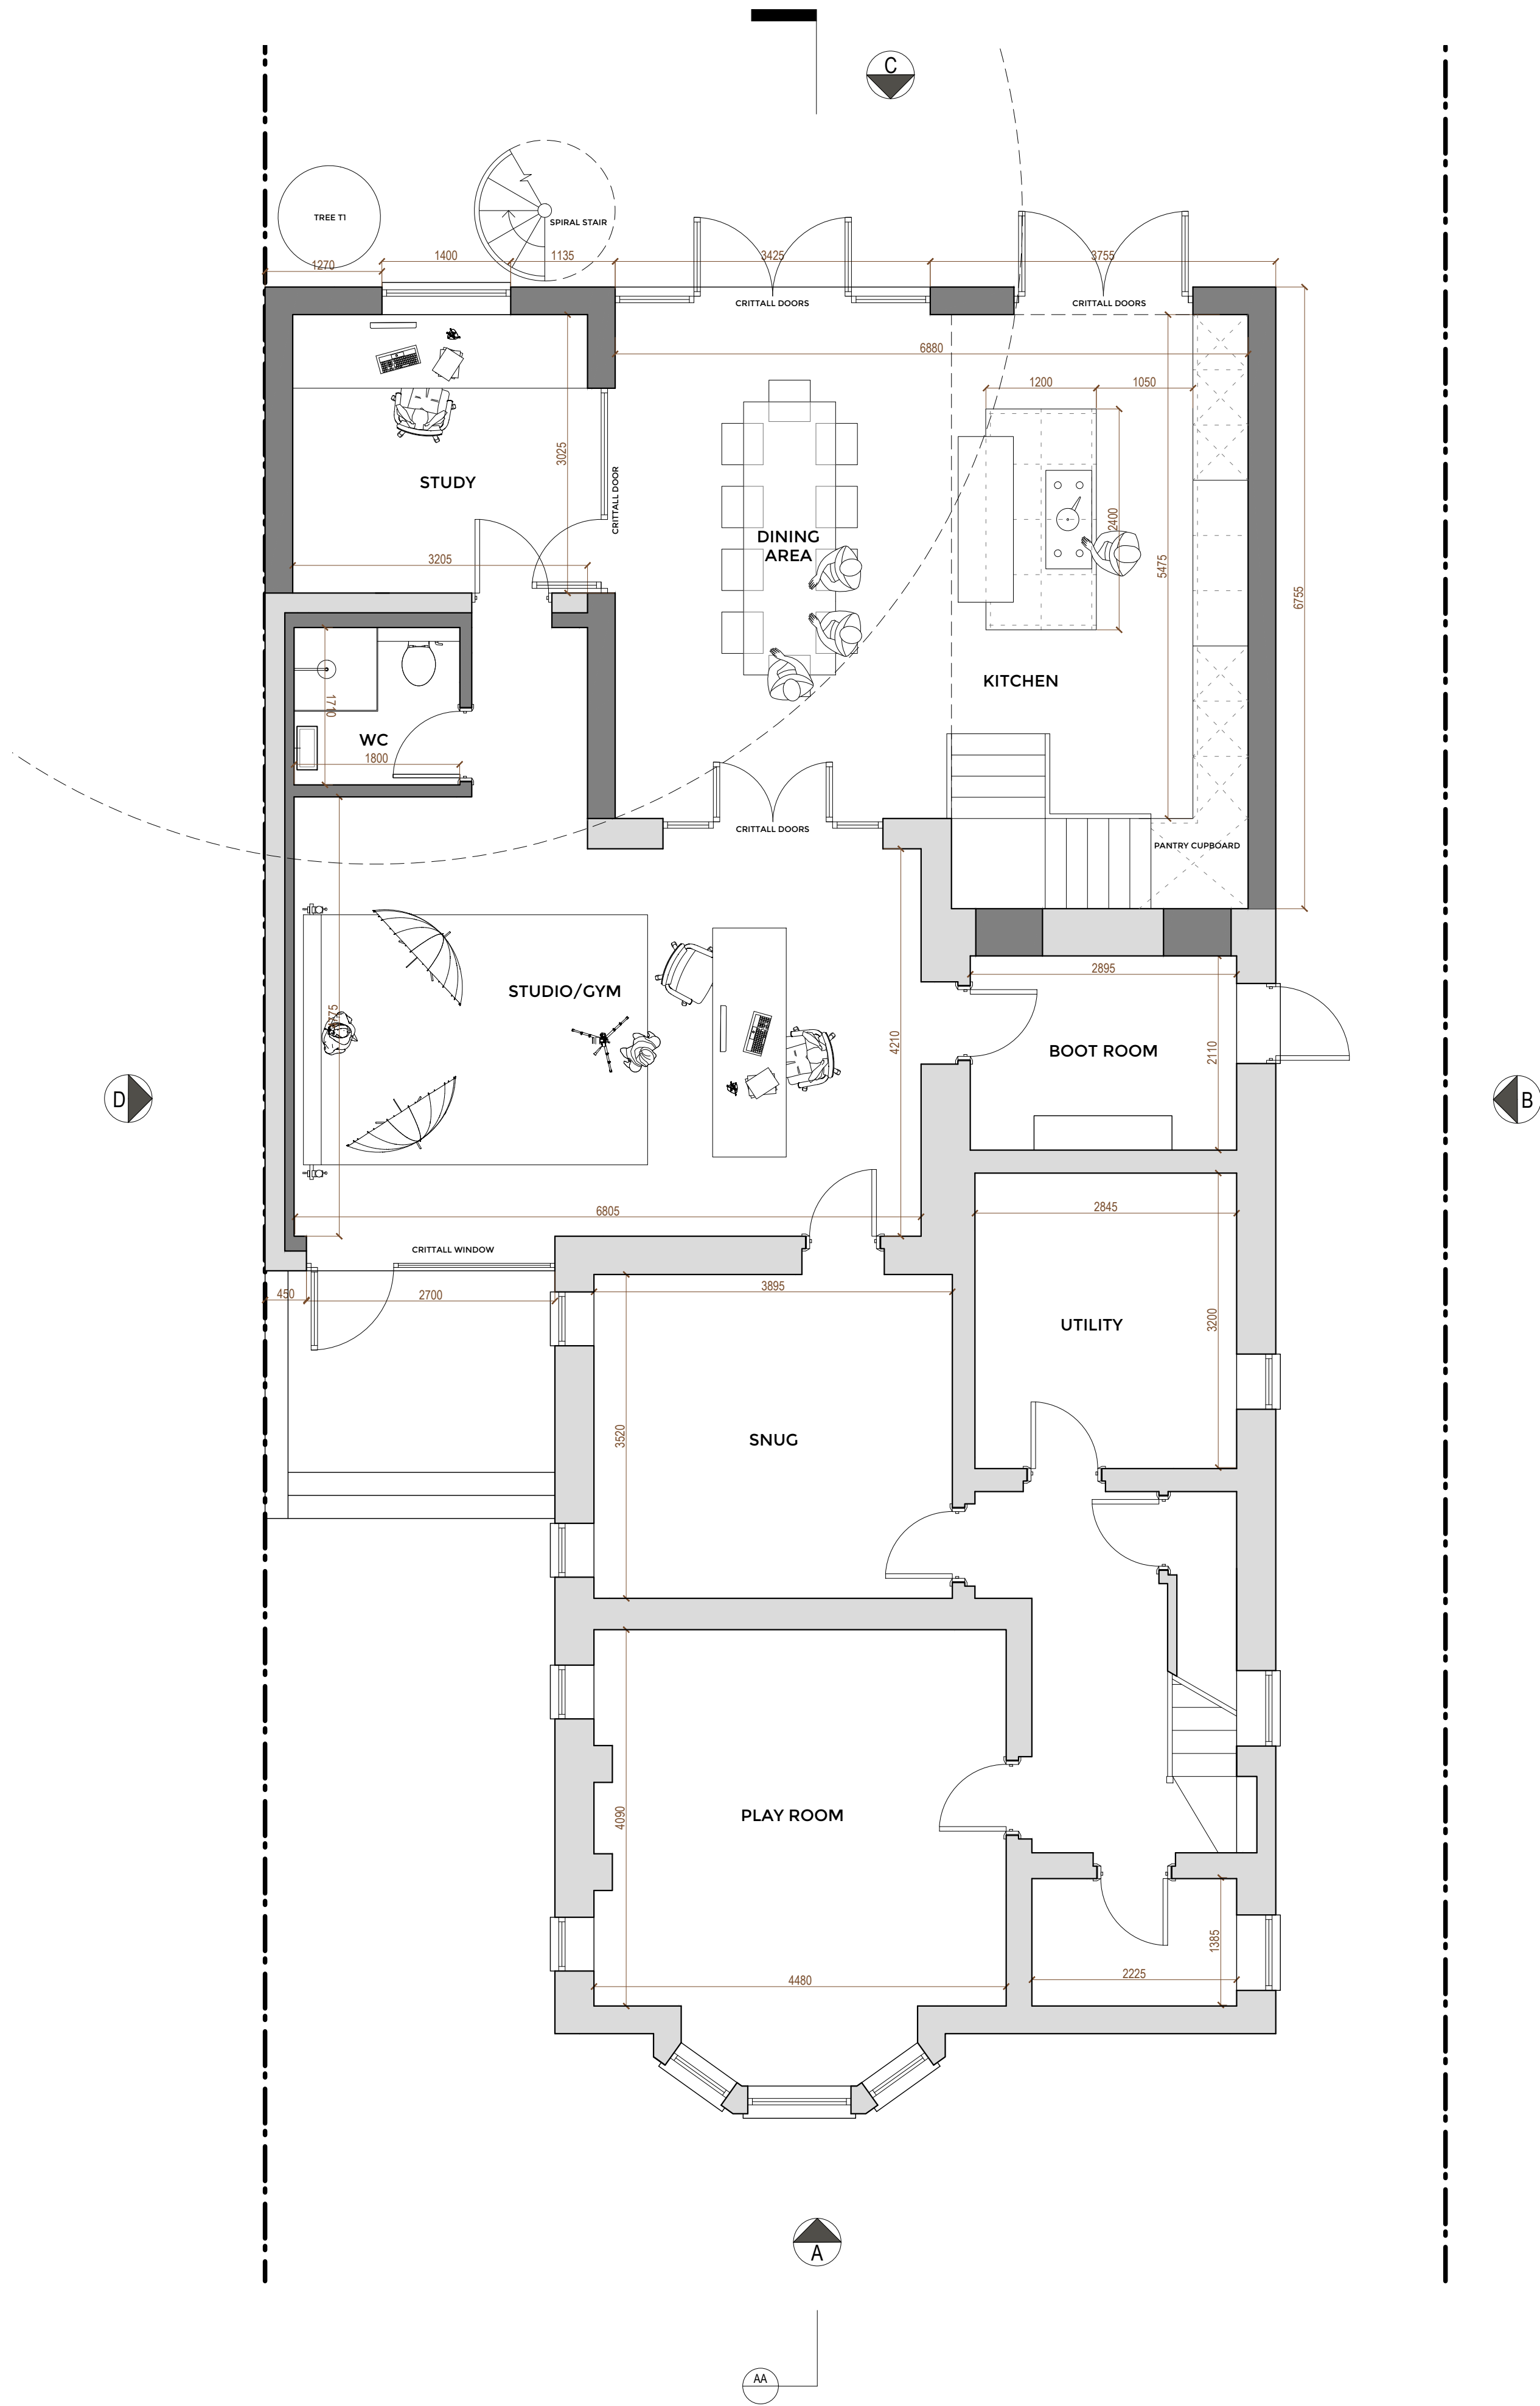 C
TREE T1
SPIRAL STAIR
1270
1400
1135
3425
3755
CRITTALL DOORS
CRITTALL DOORS
6880
1200
1050
3025
CRITTALL DOOR
STUDY
2400
DINING
AREA
5475
3205
6755
KITCHEN
1710
WC
1800
CRITTALL DOORS
PANTRY CUPBOARD
2895
STUDIO/GYM
4210
BOOT ROOM
2110
D
B
6805
2845
CRITTALL WINDOW
450
2700
3895
UTILITY
3200
SNUG
3520
PLAY ROOM
4090
4480
2225
1385
A
AA